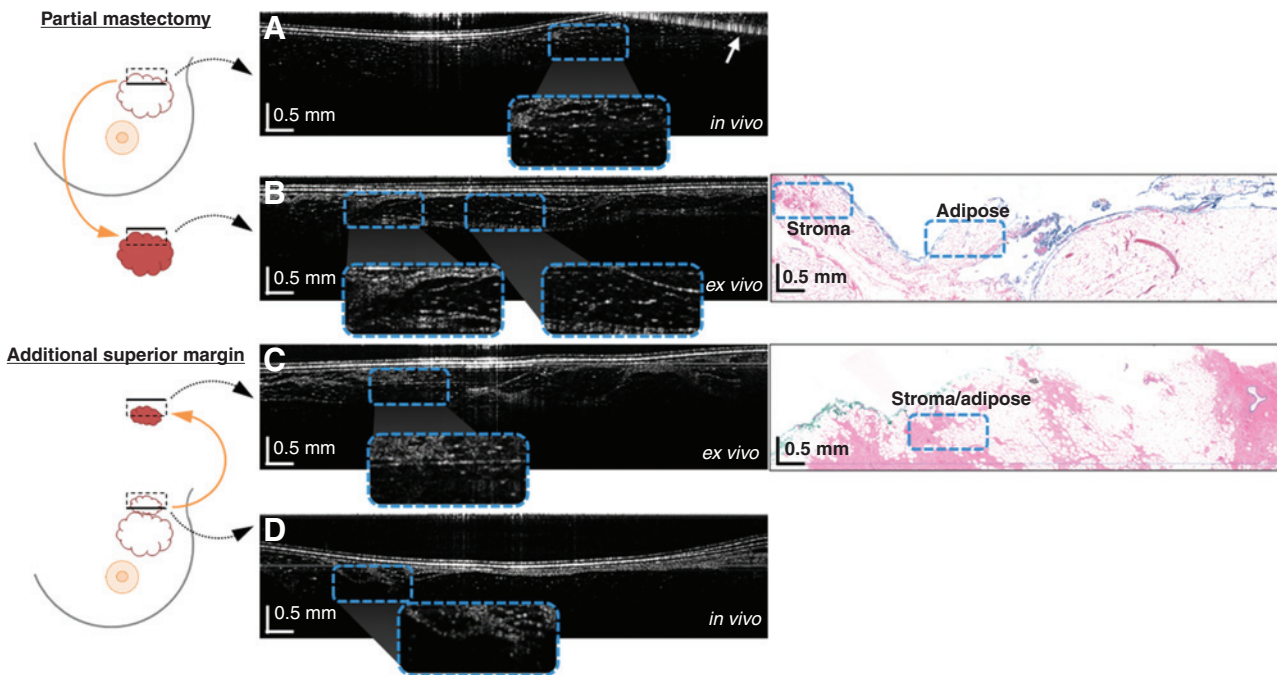 Partial mastectomy
A
0.5 mm
in vivo
B
0.5 mm
ex vivo
Stroma
Adipose
0.5 mm
Additional superior margin
C
0.5 mm
ex vivo
Stroma/adipose
0.5 mm
D
0.5 mm
in vivo